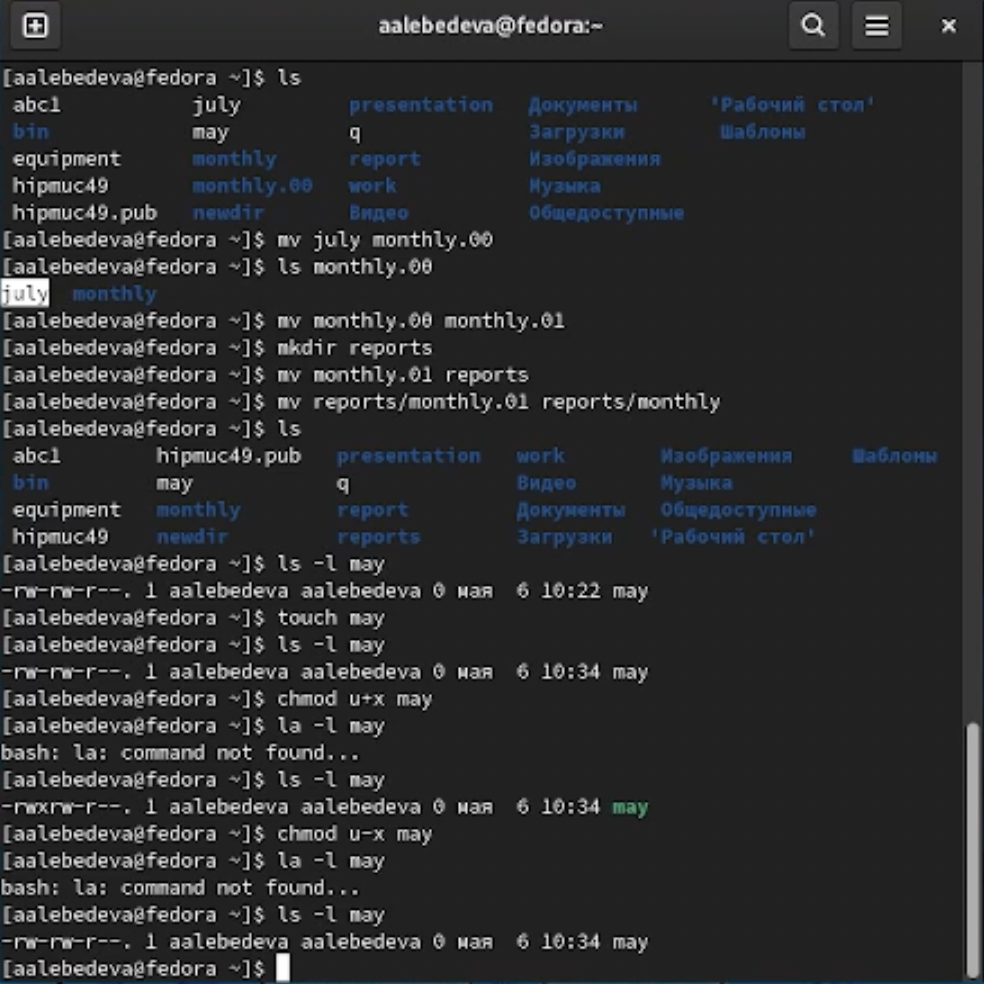 aalebedeva@fedora:~
[aalebedeva@fedora ~]$ ls
abc1 july presentation Документы 'Рабочий стол'
bin may q Загрузки Шаблоны
equipment monthly report Изображения
hipmuc49 monthly.00 work Музыка
hipmuc49.pub newdir Видео Общедоступные
[aalebedeva@fedora ~]$ mv july monthly.00
[aalebedeva@fedora ~]$ ls monthly.00
july monthly
[aalebedeva@fedora ~]$ mv monthly.00 monthly.01
[aalebedeva@fedora ~]$ mkdir reports
[aalebedeva@fedora ~]$ mv monthly.01 reports
[aalebedeva@fedora ~]$ mv reports/monthly.01 reports/monthly
[aalebedeva@fedora ~]$ ls
abc1 hipmuc49.pub presentation work Изображения Шаблоны
bin may q Видео Музыка
equipment monthly report Документы Общедоступные
hipmuc49 newdir reports Загрузки 'Рабочий стол'
[aalebedeva@fedora ~]$ ls -l may
-rw-rw-r--. 1 aalebedeva aalebedeva 0 мая 6 10:22 may
[aalebedeva@fedora ~]$ touch may
[aalebedeva@fedora ~]$ ls -l may
-rw-rw-r--. 1 aalebedeva aalebedeva 0 мая 6 10:34 may
[aalebedeva@fedora ~]$ chmod u+x may
[aalebedeva@fedora ~]$ la -l may
bash: la: command not found...
[aalebedeva@fedora ~]$ ls -l may
-rwxrw-r--. 1 aalebedeva aalebedeva 0 мая 6 10:34 may
[aalebedeva@fedora ~]$ chmod u-x may
[aalebedeva@fedora ~]$ la -l may
bash: la: command not found...
[aalebedeva@fedora ~]$ ls -l may
-rw-rw-r--. 1 aalebedeva aalebedeva 0 мая 6 10:34 may
[aalebedeva@fedora ~]$